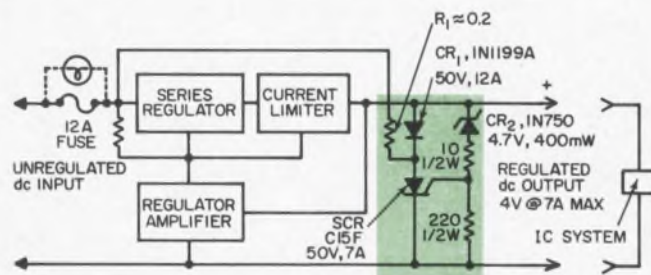 R₁≈0.2
CR₁, IN1199A
50V, 12A
+
SERIES
REGULATOR
CURRENT
LIMITER
12A
FUSE
CR₂, IN750
4.7V, 400mW
10
1/2W
UNREGULATED
dc INPUT
REGULATED
dc OUTPUT
4V @ 7A MAX
REGULATOR
AMPLIFIER
SCR
C15F
50V, 7A
220
1/2W
IC SYSTEM